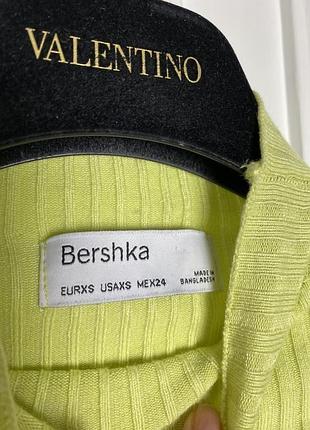 VALENTINO
Bershka
EURXS USAXS MEX24
MADE IN
BANGLADESH